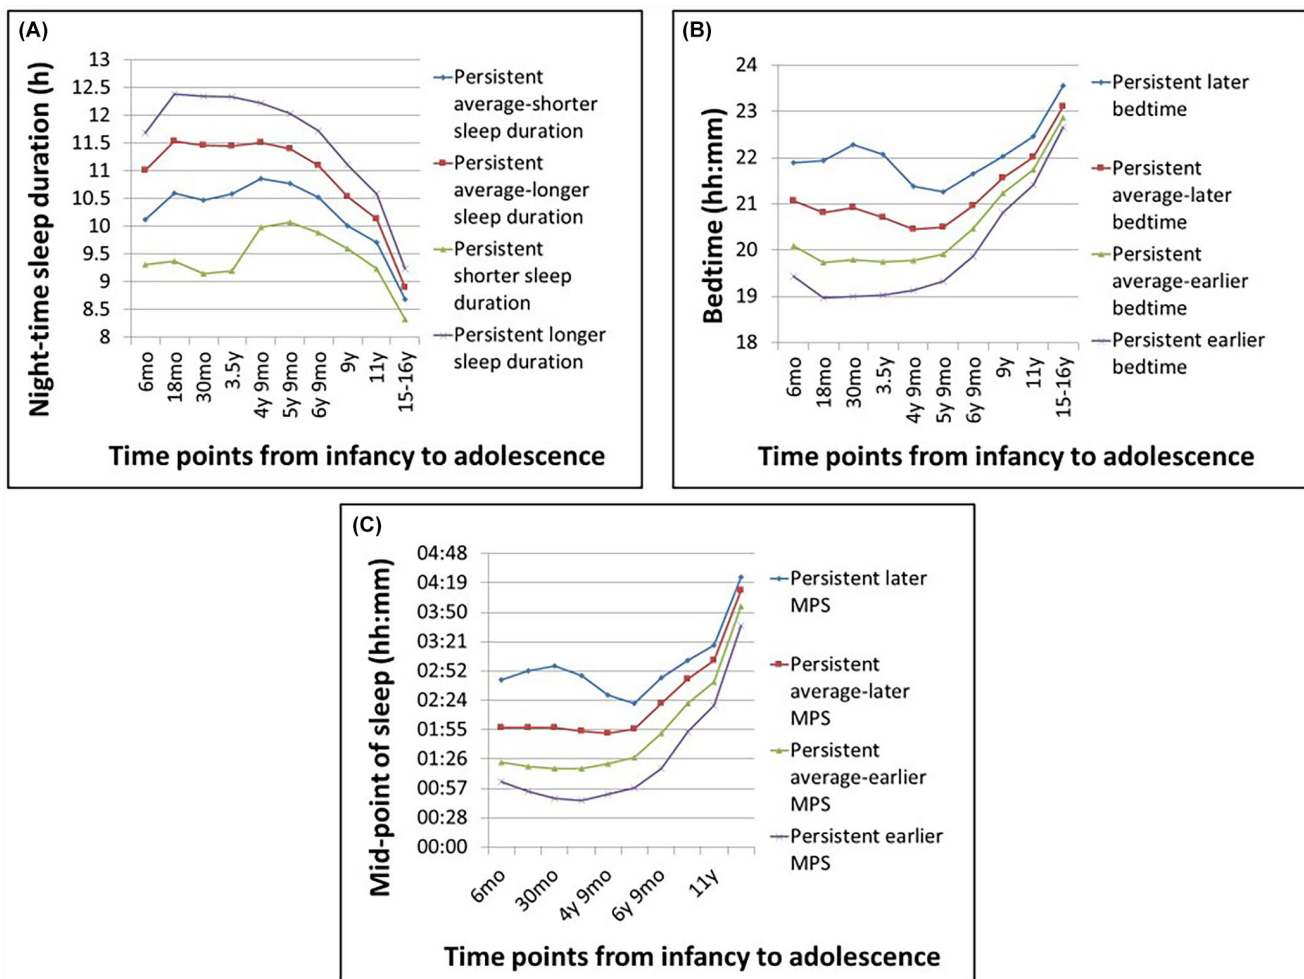 (A)
Night-time sleep duration (h)
13
12.5
12
11.5
11
10.5
10
9.5
9
8.5
8
6mo
18mo
30mo
3.5y
4y 9mo
5y 9mo
6y 9mo
9y
11y
15-16y
Time points from infancy to adolescence
Persistent
average-shorter
sleep duration
Persistent
average-longer
sleep duration
Persistent
shorter sleep
duration
Persistent longer
sleep duration
(B)
Bedtime (hh:mm)
24
23
22
21
20
19
18
6mo
18mo
30mo
3.5y
4y 9mo
5y 9mo
6y 9mo
9y
11y
15-16y
Time points from infancy to adolescence
Persistent later
bedtime
Persistent
average-later
bedtime
Persistent
average-earlier
bedtime
Persistent earlier
bedtime
(C)
Mid-point of sleep (hh:mm)
04:48
04:19
03:50
03:21
02:52
02:24
01:55
01:26
00:57
00:28
00:00
6mo
30mo
4y 9mo
6y 9mo
11y
Time points from infancy to adolescence
Persistent later
MPS
Persistent
average-later
MPS
Persistent
average-earlier
MPS
Persistent earlier
MPS